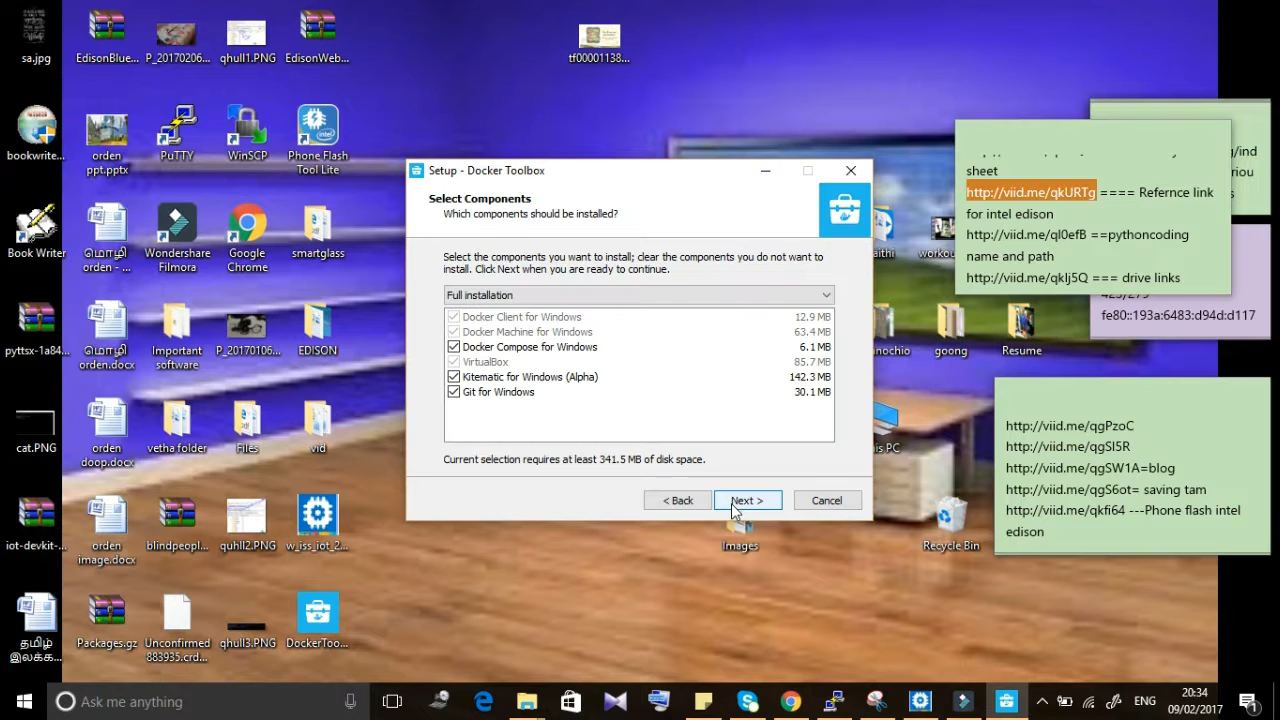 sa.jpg
EdisonBlue...
P_20170206...
qhull1.PNG
EdisonWeb...
tf00001138...
bookwrite...
orden
ppt.pptx
PuTTY
WinSCP
Phone Flash
Tool Lite
Book Writer
மொழி
orden - ...
Wondershare
Filmora
Google
Chrome
smartglass
pyttsx-1a84...
மொழி
orden.docx
Important
software
P_20170106...
EDISON
cat.PNG
orden
doop.docx
vetha folder
Files
vid
iot-devkit-...
orden
image.docx
blindpeopl...
quhll2.PNG
w_iss_iot_2...
தமிழ்
இலக்க...
Packages.gz
Unconfirmed
883935.crd...
qhull3.PNG
DockerToo...
Setup - Docker Toolbox
Select Components
Which components should be installed?
Select the components you want to install; clear the components you do not want to
install. Click Next when you are ready to continue.
Full installation
Docker Client for Windows 12.9 MB
Docker Machine for Windows 63.4 MB
Docker Compose for Windows 6.1 MB
VirtualBox 85.7 MB
Kitematic for Windows (Alpha) 142.3 MB
Git for Windows 30.1 MB
Current selection requires at least 341.5 MB of disk space.
< Back
Next >
Cancel
Images
Recycle Bin
aithi
workou
inochio
goong
Resume
is PC
g/ind
riou
s
sheet
http://viid.me/qkURTg ==== Refernce link
for intel edison
http://viid.me/ql0efB ==pythoncoding
name and path
http://viid.me/qkIj5Q === drive links
fe80::193a:6483:d94d:d117
http://viid.me/qgPzoC
http://viid.me/qgSI5R
http://viid.me/qgSW1A=blog
http://viid.me/qgS6ot= saving tam
http://viid.me/qkfi64 ---Phone flash intel
edison
Ask me anything
ENG
20:34
09/02/2017
1